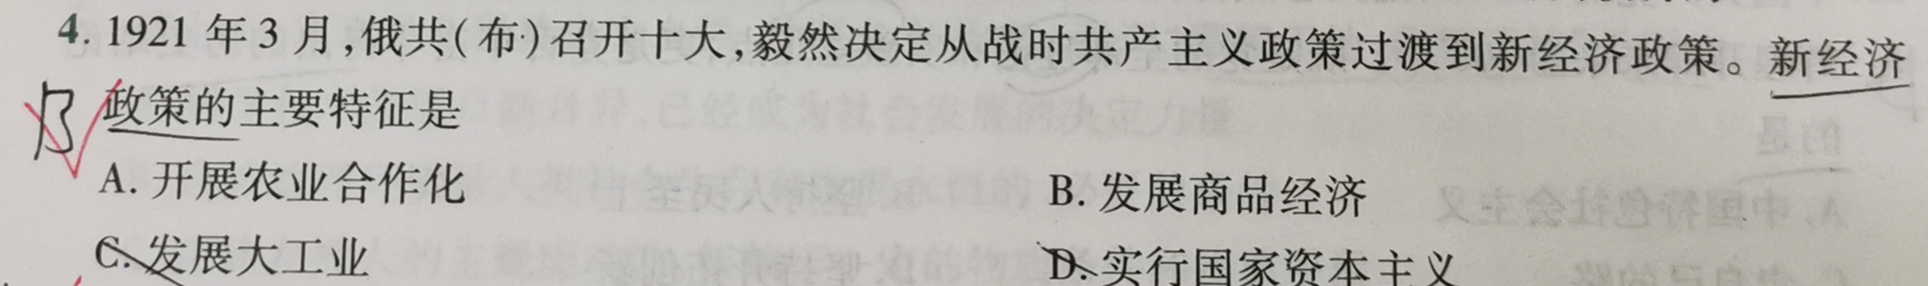 4. 1921 年 3 月,俄共(布)召开十大,毅然决定从战时共产主义政策过渡到新经济政策。新经济
政策的主要特征是
A. 开展农业合作化
B. 发展商品经济
C. 发展大工业
D. 实行国家资本主义